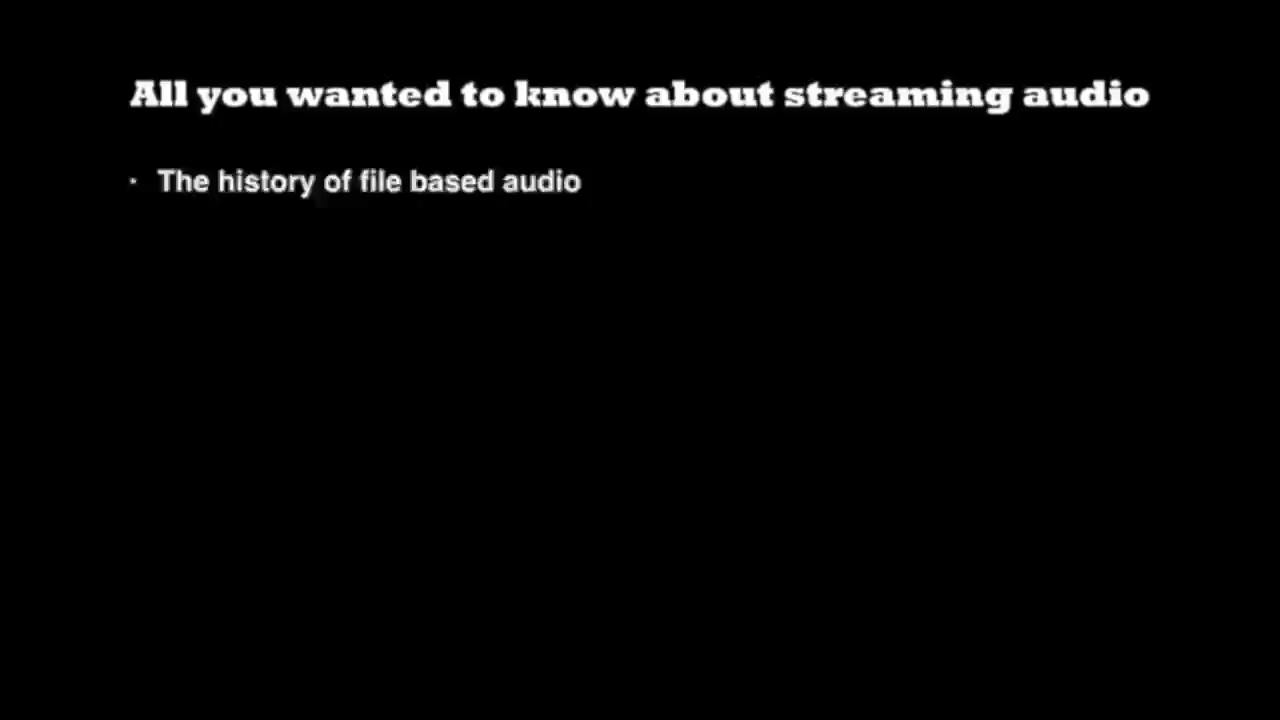 All you wanted to know about streaming audio
· The history of file based audio